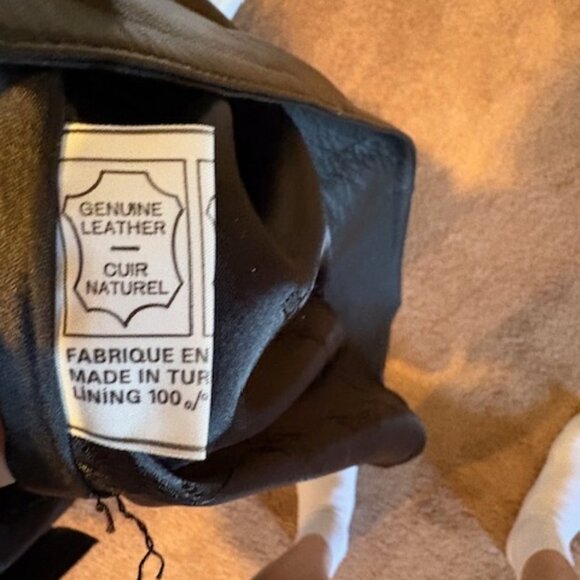 GENUINE
LEATHER
—
CUIR
NATUREL
FABRIQUE EN
MADE IN TUR
LINING 100%